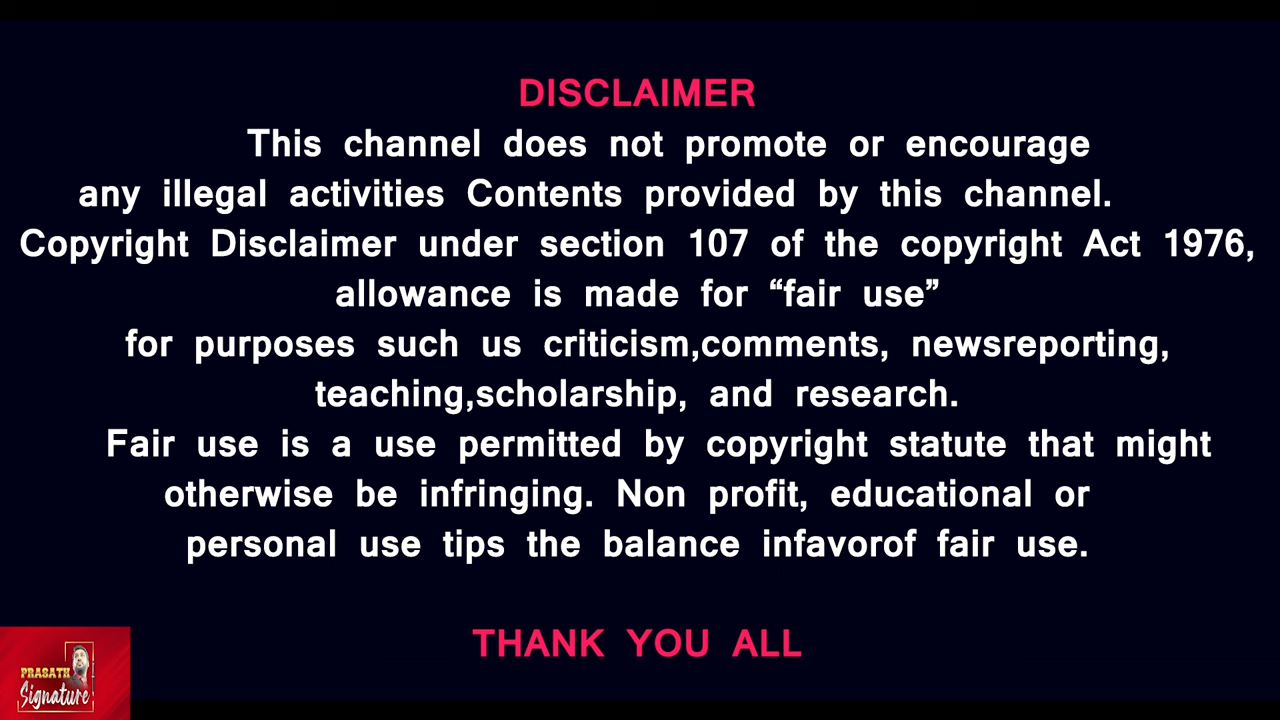 DISCLAIMER
This channel does not promote or encourage
any illegal activities Contents provided by this channel.
Copyright Disclaimer under section 107 of the copyright Act 1976,
allowance is made for “fair use”
for purposes such us criticism,comments, newsreporting,
teaching,scholarship, and research.
Fair use is a use permitted by copyright statute that might
otherwise be infringing. Non profit, educational or
personal use tips the balance infavorof fair use.
THANK YOU ALL
PRASATH
Signature